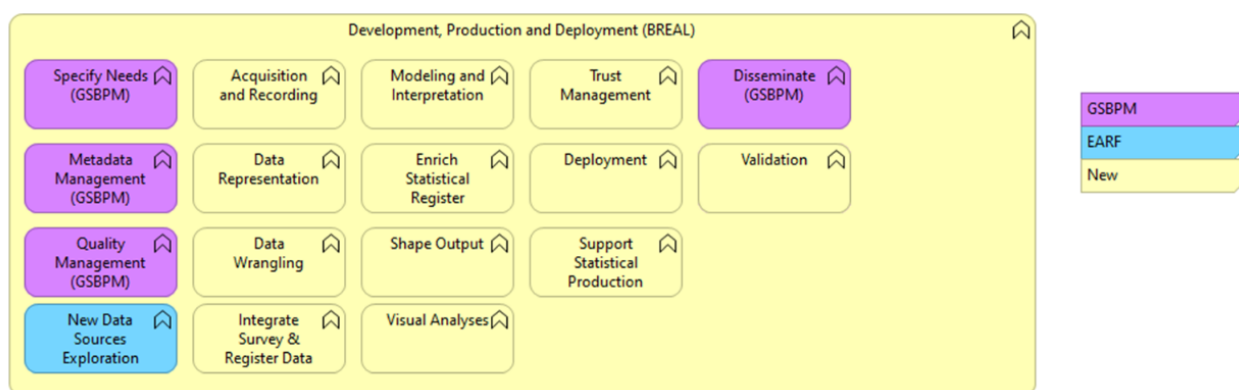 Development, Production and Deployment (BREAL)
Specify Needs
(GSBPM)
Acquisition
and Recording
Modeling and
Interpretation
Trust
Management
Disseminate
(GSBPM)
Metadata
Management
(GSBPM)
Data
Representation
Enrich
Statistical
Register
Deployment
Validation
Quality
Management
(GSBPM)
Data
Wrangling
Shape Output
Support
Statistical
Production
New Data
Sources
Exploration
Integrate
Survey &
Register Data
Visual Analyses
GSBPM
EARF
New